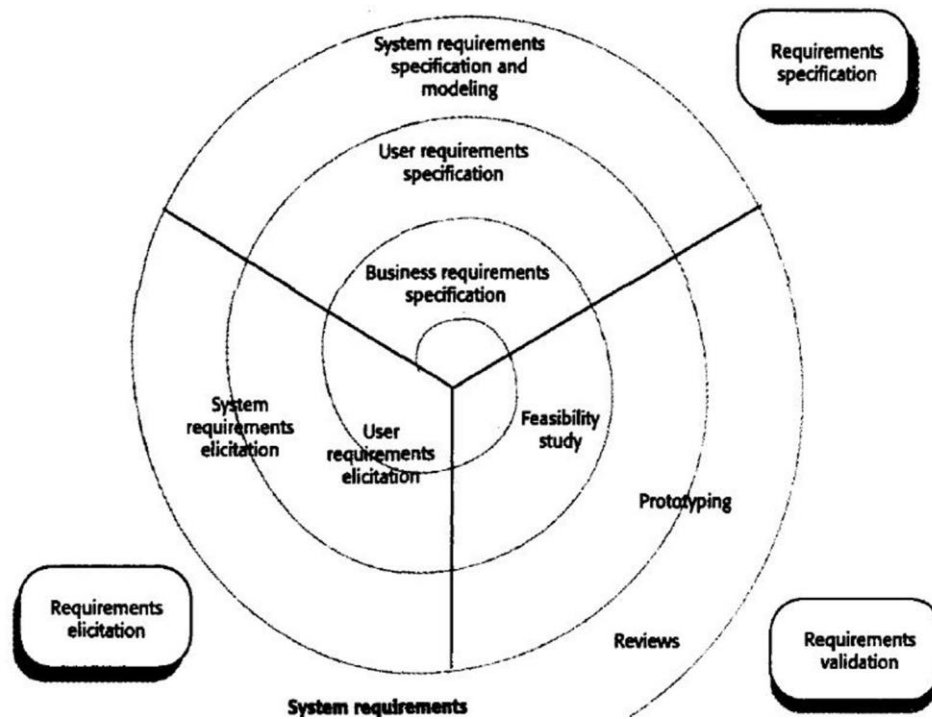 System requirements
specification and
modeling
Requirements
specification
User requirements
specification
Business requirements
specification
System
requirements
elicitation
User
requirements
elicitation
Feasibility
study
Prototyping
Requirements
elicitation
Reviews
Requirements
validation
System requirements